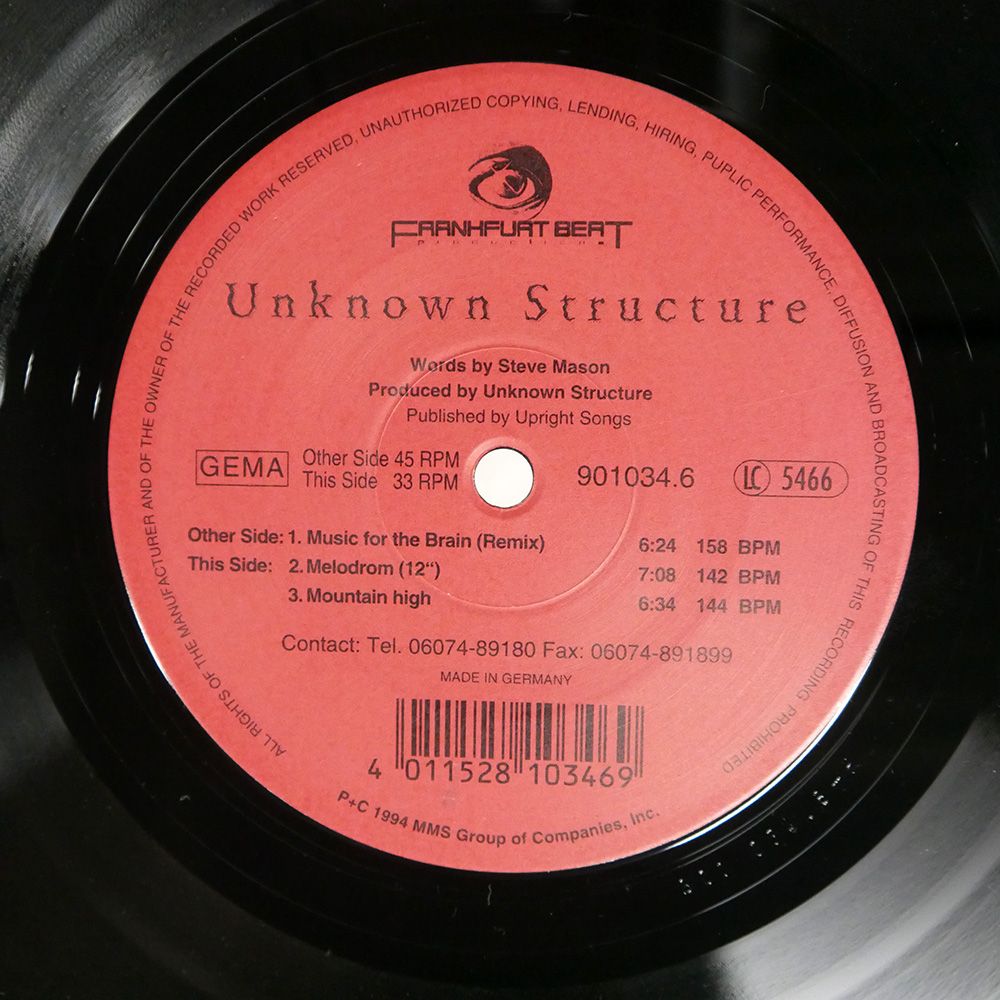 ALL RIGHTS OF THE MANUFACTURER AND OF THE OWNER OF THE RECORDED WORK RESERVED, UNAUTHORIZED COPYING, LENDING, HIRING, PUPLIC PERFORMANCE, DIFFUSION AND BROADCASTING OF THIS RECORDING PROHIBITED
FRANKFURT BEAT
productions
Unknown Structure
Words by Steve Mason
Produced by Unknown Structure
Published by Upright Songs
GEMA Other Side 45 RPM 901034.6 LC 5466
This Side 33 RPM
Other Side: 1. Music for the Brain (Remix) 6:24 158 BPM
This Side: 2. Melodrom (12“) 7:08 142 BPM
3. Mountain high 6:34 144 BPM
Contact: Tel. 06074-89180 Fax: 06074-891899
MADE IN GERMANY
4 011528 103469
P+C 1994 MMS Group of Companies, Inc.